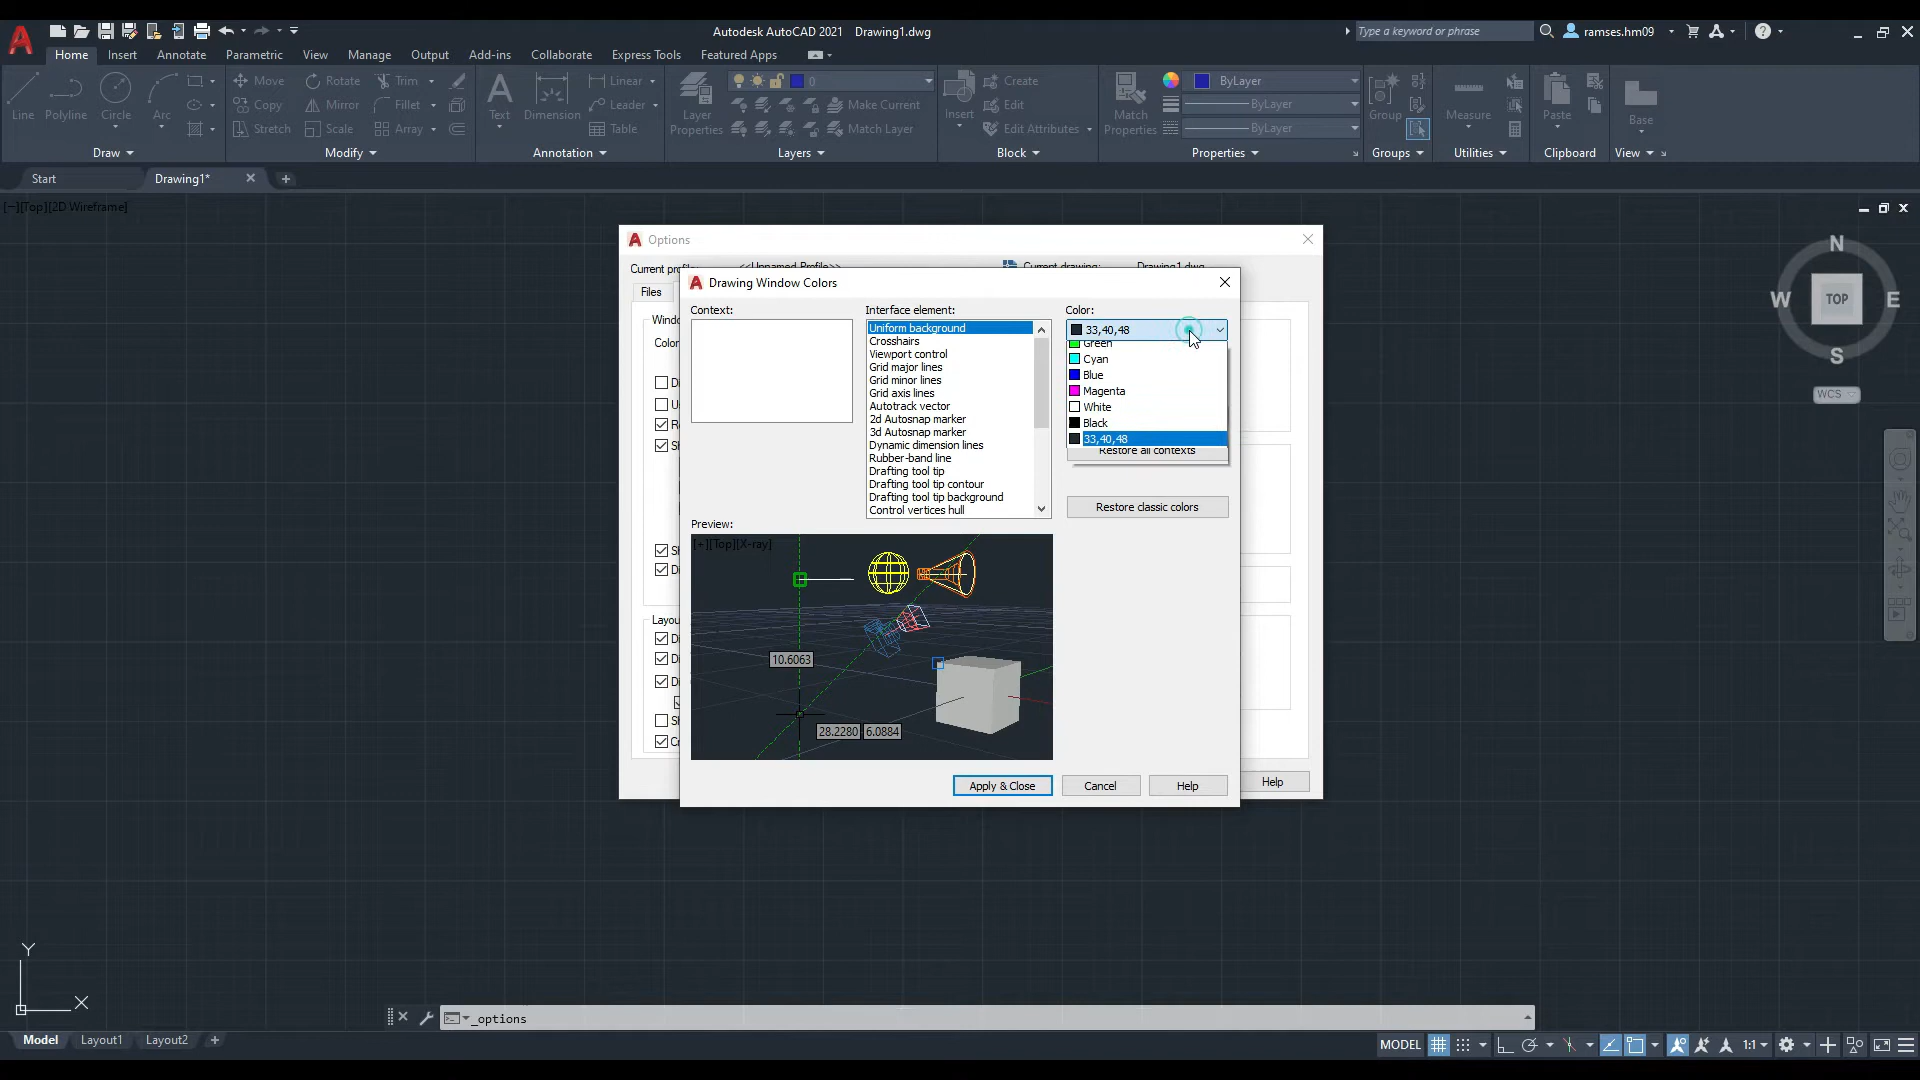 Autodesk AutoCAD 2021 Drawing1.dwg
Type a keyword or phrase
ramses.hm09
Home Insert Annotate Parametric View Manage Output Add-ins Collaborate Express Tools Featured Apps
Line Polyline Circle Arc
Move Rotate Trim
Copy Mirror Fillet
Stretch Scale Array
Text Dimension
Linear
Leader
Table
Layer
Properties
0
Make Current
Match Layer
Insert
Create
Edit
Edit Attributes
Match
Properties
ByLayer
ByLayer
ByLayer
Group
Measure
Paste
Base
Draw Modify Annotation Layers Block Properties Groups Utilities Clipboard View
Start Drawing1*
[−][Top][2D Wireframe]
N
W TOP E
S
WCS
Options
Current <<Unnamed Profile>> Current drawing: Drawing1.dwg
Files
Drawing Window Colors
Context: Interface element: Color:
Uniform background
Crosshairs
Viewport control
Grid major lines
Grid minor lines
Grid axis lines
Autotrack vector
2d Autosnap marker
3d Autosnap marker
Dynamic dimension lines
Rubber-band line
Drafting tool tip
Drafting tool tip contour
Drafting tool tip background
Control vertices hull
33,40,48
Green
Cyan
Blue
Magenta
White
Black
33,40,48
Restore all contexts
Restore classic colors
Preview:
[+][Top][X-ray]
10.6063
28.2280 6.0884
Apply & Close Cancel Help
Help
Y
X
_options
Model Layout1 Layout2
MODEL 1:1